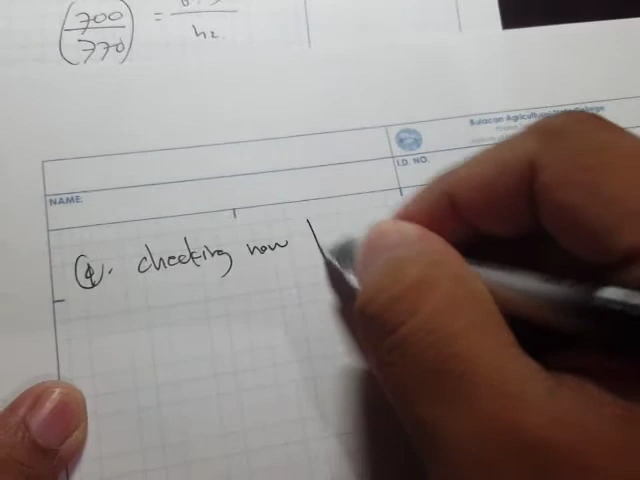 (700/770) = 
h2
Bulacan Agricultural State College
I.D. NO.
NAME:
4. checking now